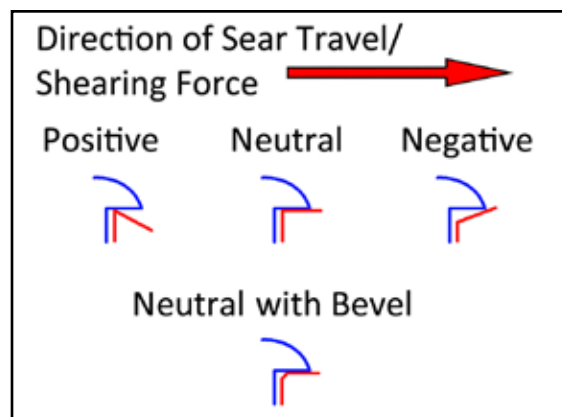 Direction of Sear Travel/
Shearing Force
Positive Neutral Negative
Neutral with Bevel